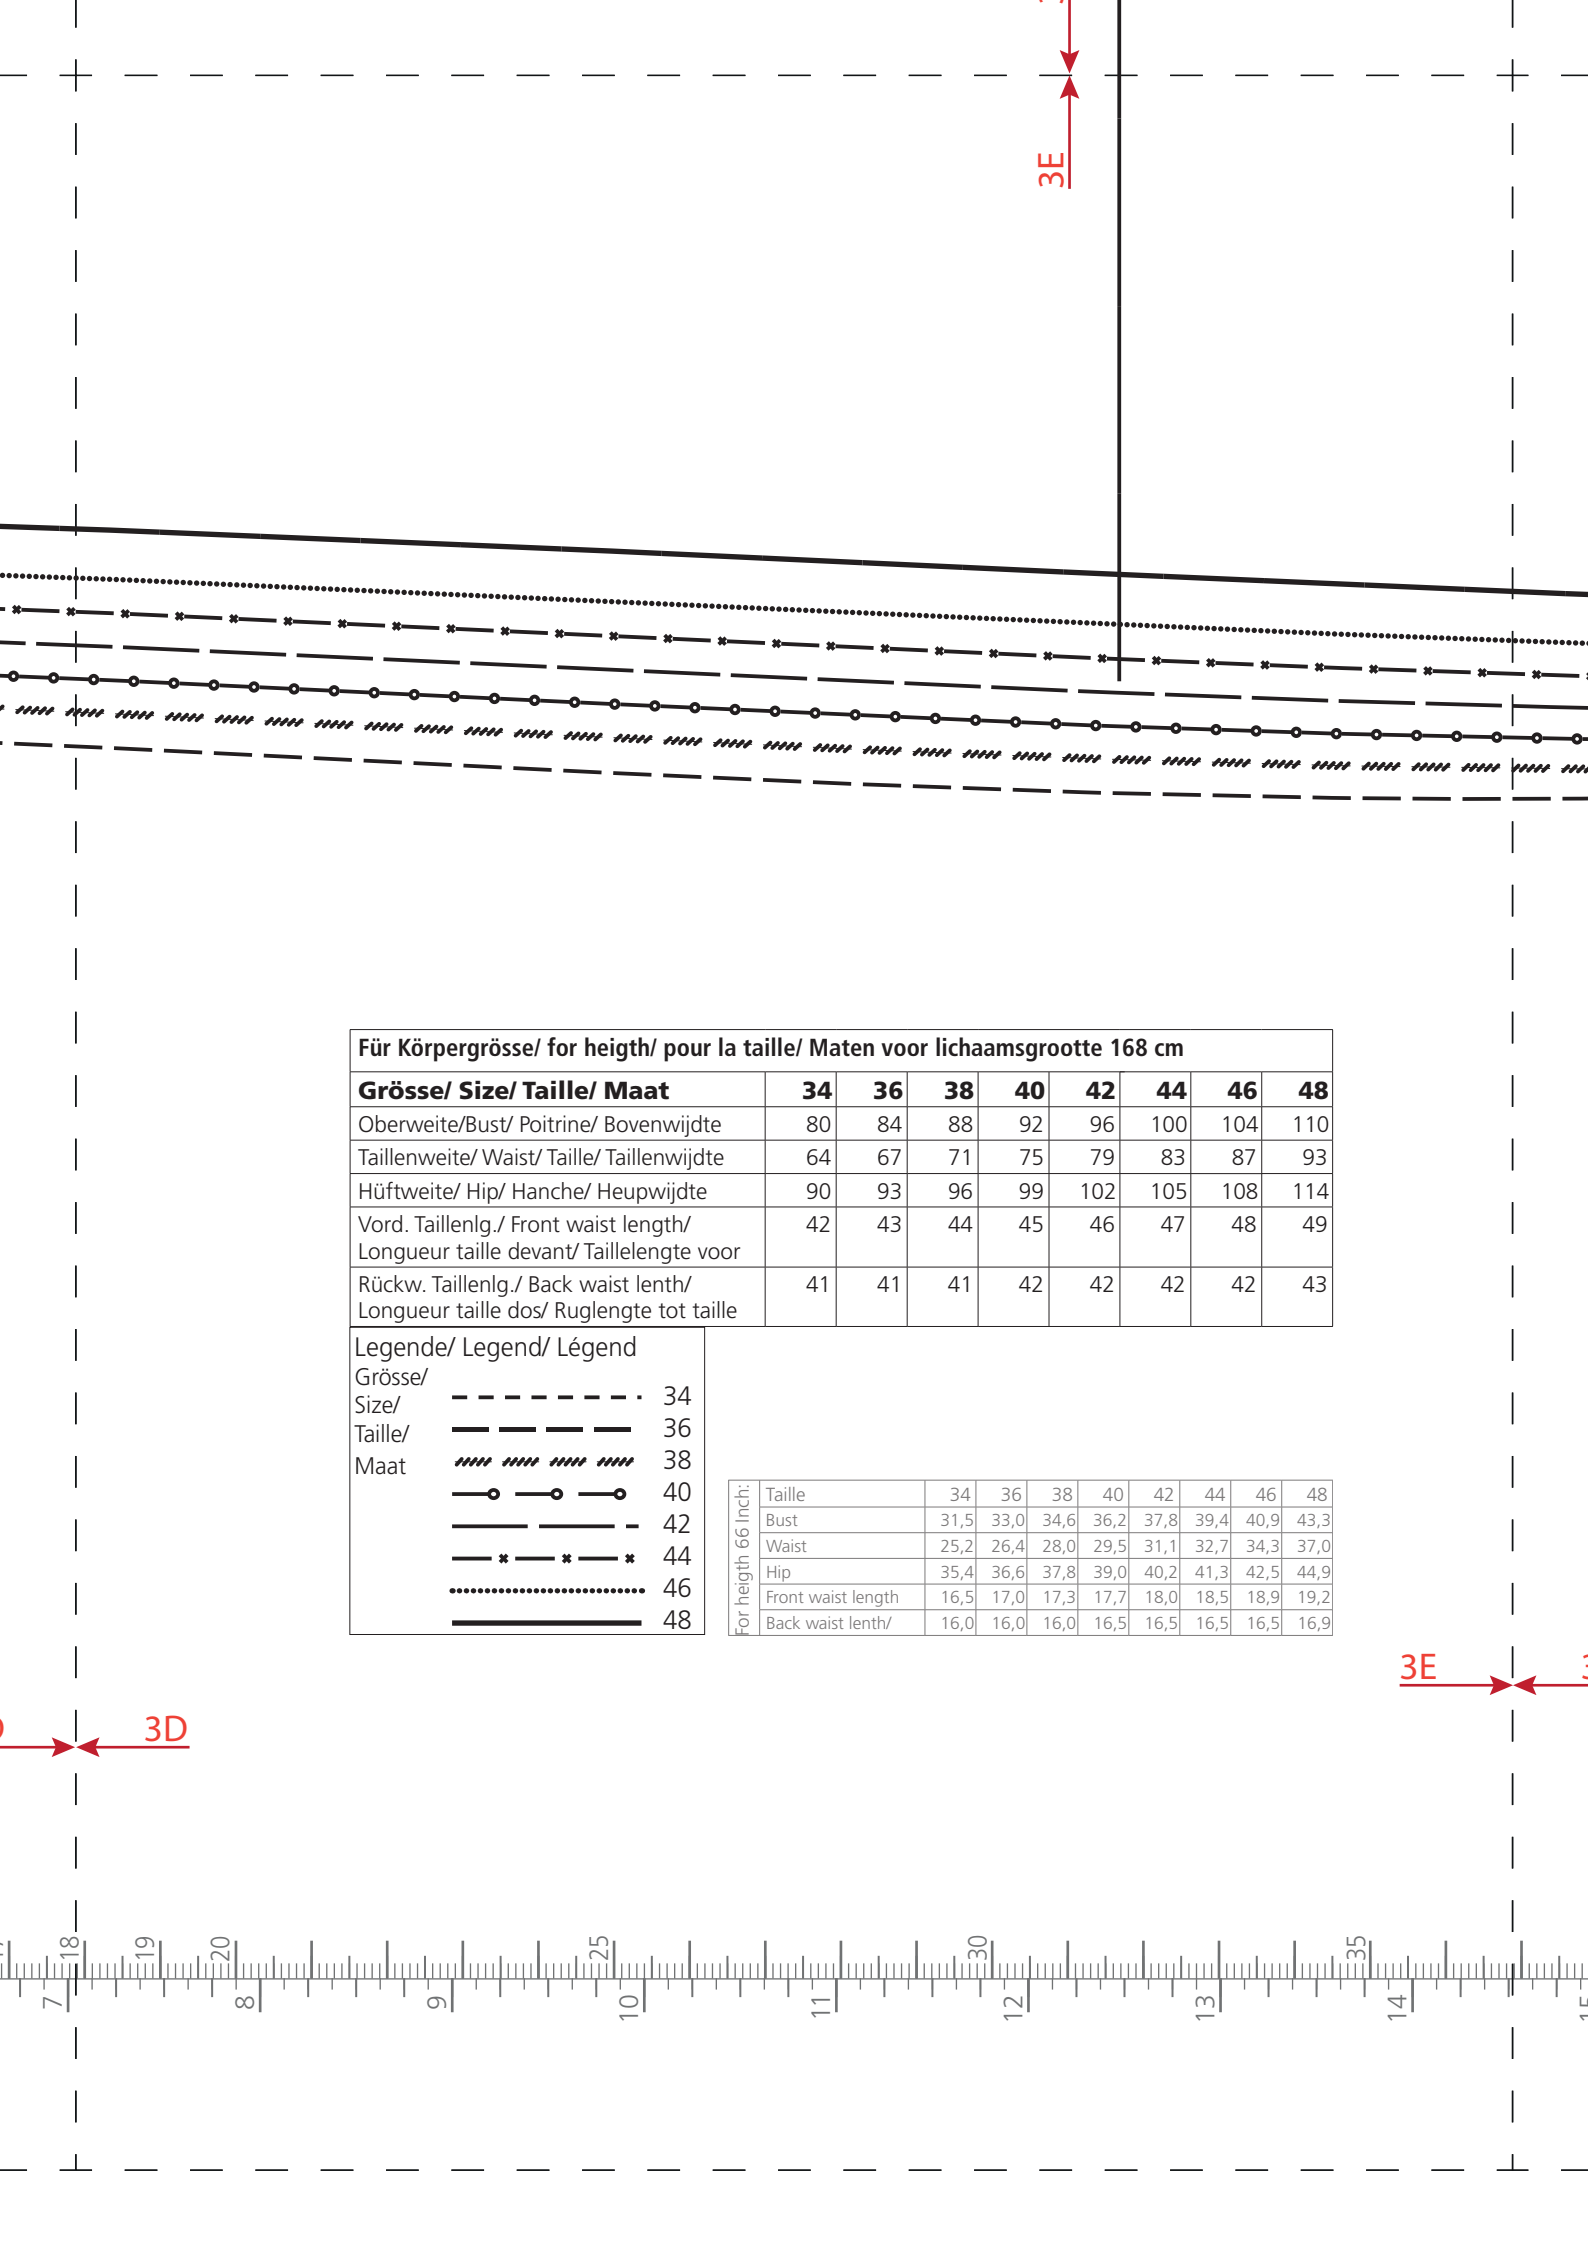 3E
Für Körpergrösse/ for heigth/ pour la taille/ Maten voor lichaamsgrootte 168 cm
Grösse/ Size/ Taille/ Maat 34 36 38 40 42 44 46 48
Oberweite/Bust/ Poitrine/ Bovenwijdte 80 84 88 92 96 100 104 110
Taillenweite/ Waist/ Taille/ Taillenwijdte 64 67 71 75 79 83 87 93
Hüftweite/ Hip/ Hanche/ Heupwijdte 90 93 96 99 102 105 108 114
Vord. Taillenlg./ Front waist length/ 42 43 44 45 46 47 48 49
Longueur taille devant/ Taillelengte voor
Rückw. Taillenlg./ Back waist lenth/ 41 41 41 42 42 42 42 43
Longueur taille dos/ Ruglengte tot taille
Legende/ Legend/ Légend
Grösse/
Size/
Taille/
Maat
34
36
38
40
42
44
46
48
For heigth 66 Inch:
Taille 34 36 38 40 42 44 46 48
Bust 31,5 33,0 34,6 36,2 37,8 39,4 40,9 43,3
Waist 25,2 26,4 28,0 29,5 31,1 32,7 34,3 37,0
Hip 35,4 36,6 37,8 39,0 40,2 41,3 42,5 44,9
Front waist length 16,5 17,0 17,3 17,7 18,0 18,5 18,9 19,2
Back waist lenth/ 16,0 16,0 16,0 16,5 16,5 16,5 16,5 16,9
3E
3D
18 19 20 25 30 35
7 8 9 10 11 12 13 14 15